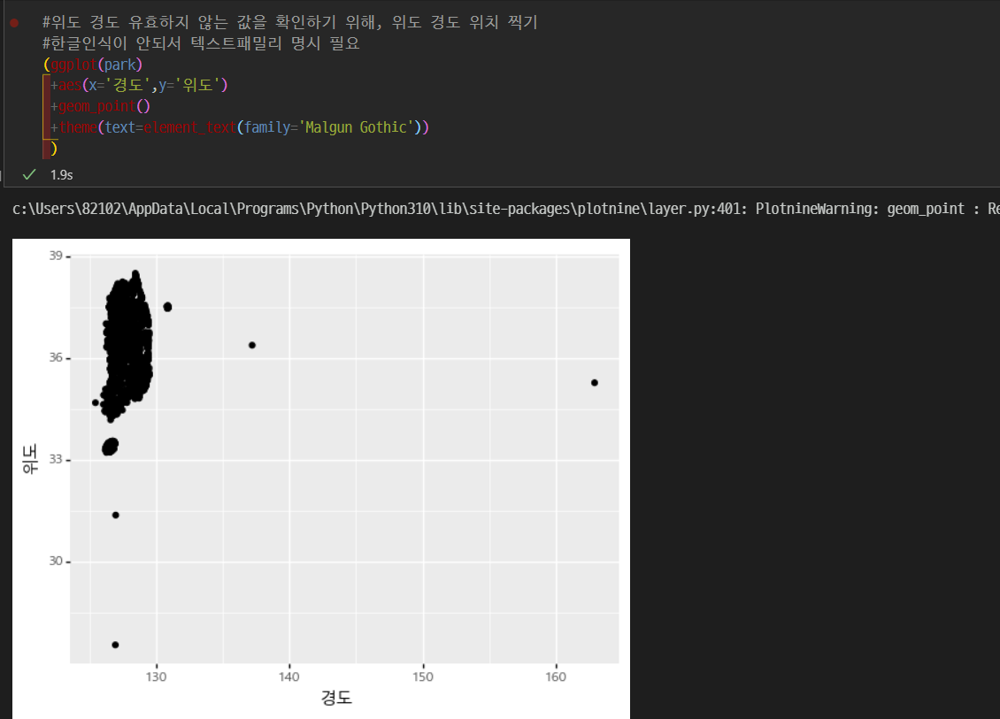 #위도 경도 유효하지 않는 값을 확인하기 위해, 위도 경도 위치 찍기
#한글인식이 안되서 텍스트패밀리 명시 필요
(ggplot(park)
+aes(x='경도',y='위도')
+geom_point()
+theme(text=element_text(family='Malgun Gothic'))
)
1.9s
c:\Users\82102\AppData\Local\Programs\Python\Python310\lib\site-packages\plotnine\layer.py:401: PlotnineWarning: geom_point : Re
39
36
33
30
위도
130 140 150 160
경도